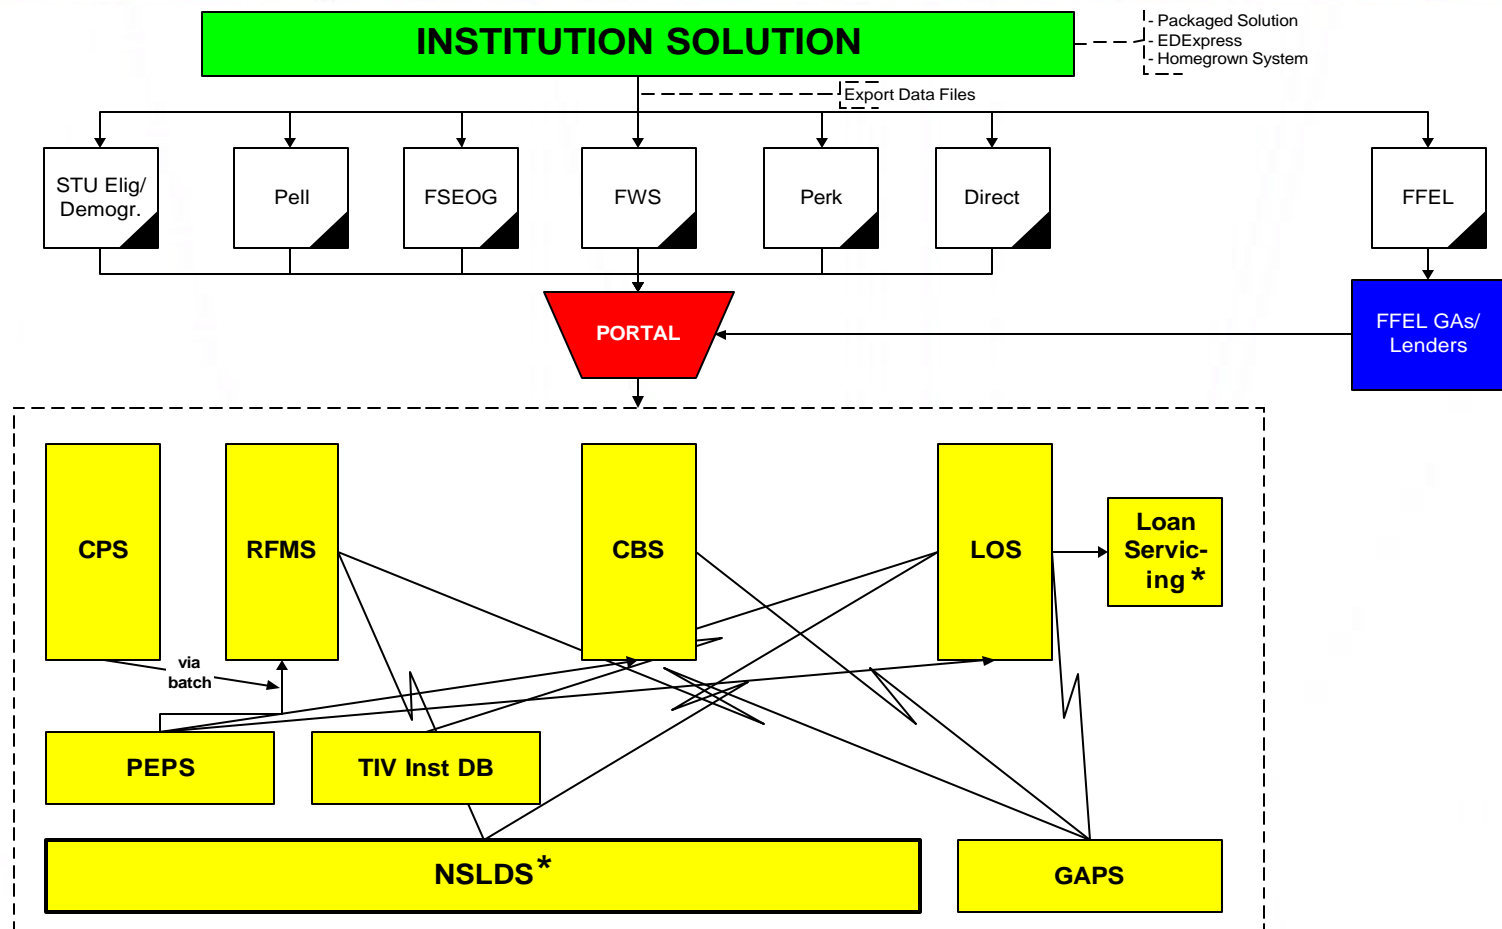 INSTITUTION SOLUTION
- Packaged Solution
- EDExpress
- Homegrown System
Export Data Files
STU Elig/
Demogr.
Pell
FSEOG
FWS
Perk
Direct
FFEL
PORTAL
FFEL GAs/
Lenders
CPS
RFMS
CBS
LOS
Loan
Servic-
ing *
via
batch
PEPS
TIV Inst DB
NSLDS*
GAPS